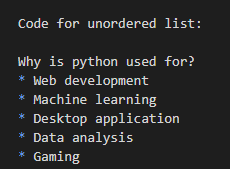 Code for unordered list:
Why is python used for?
* Web development
* Machine learning
* Desktop application
* Data analysis
* Gaming